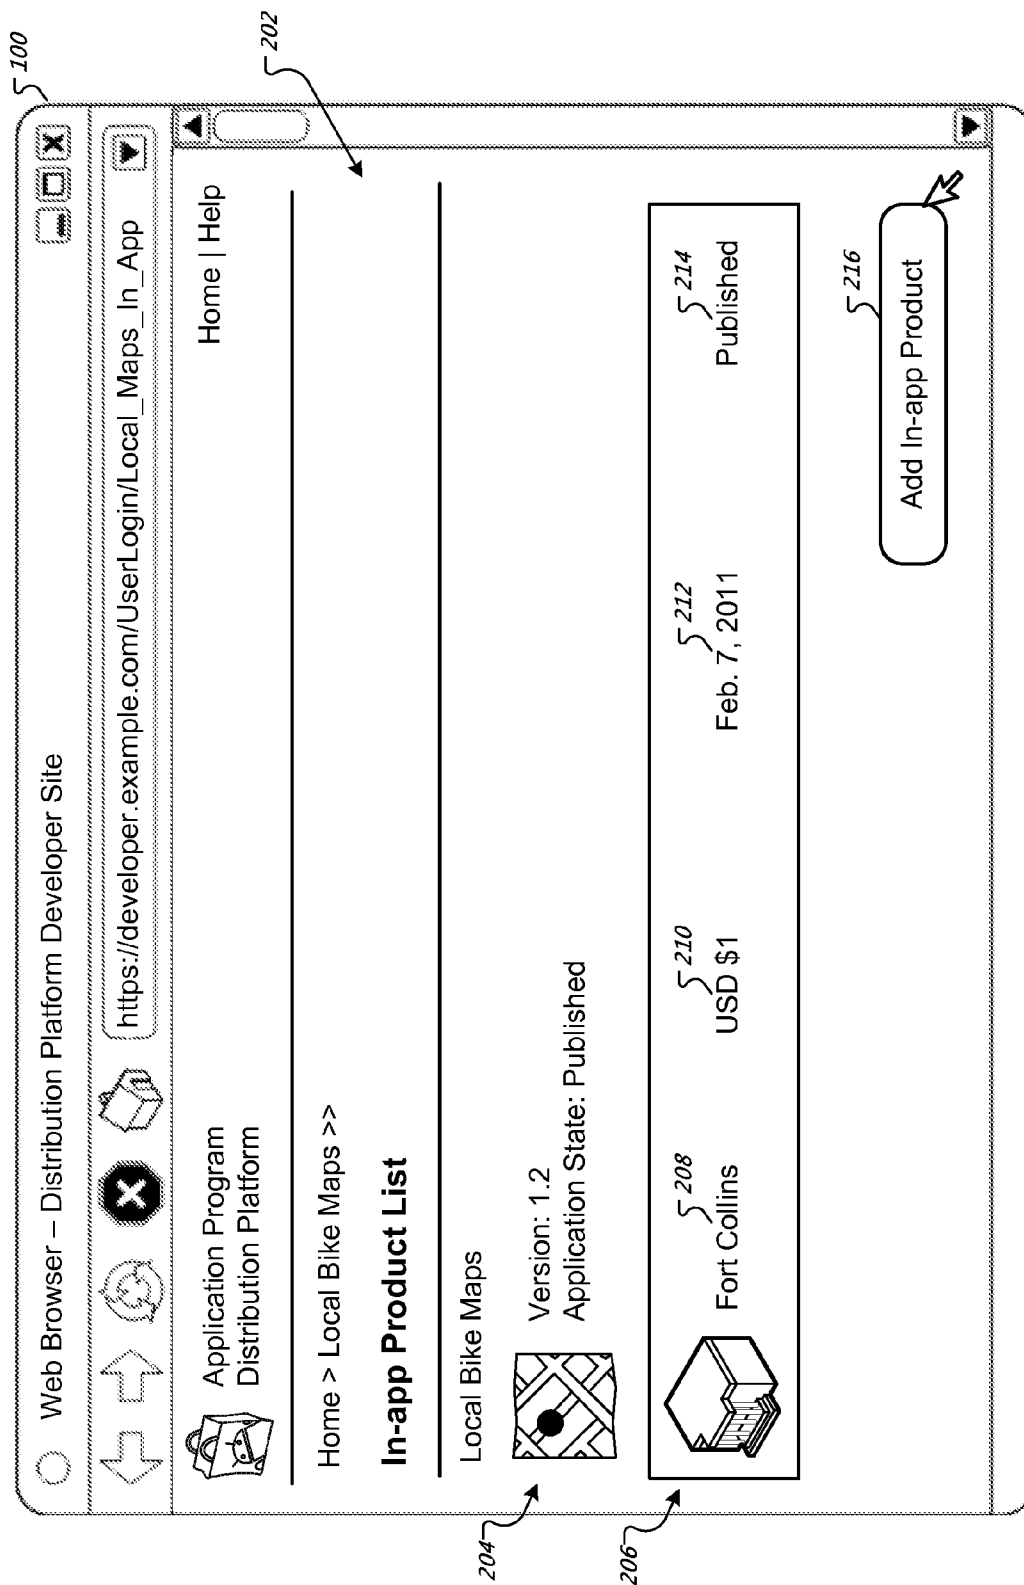 100
Web Browser – Distribution Platform Developer Site
https://developer.example.com/UserLogin/Local_Maps_In_App
Application Program
Distribution Platform
Home | Help
Home > Local Bike Maps >>
202
In-app Product List
Local Bike Maps
204
Version: 1.2
Application State: Published
206
208
210
212
214
Fort Collins
USD $1
Feb. 7, 2011
Published
216
Add In-app Product